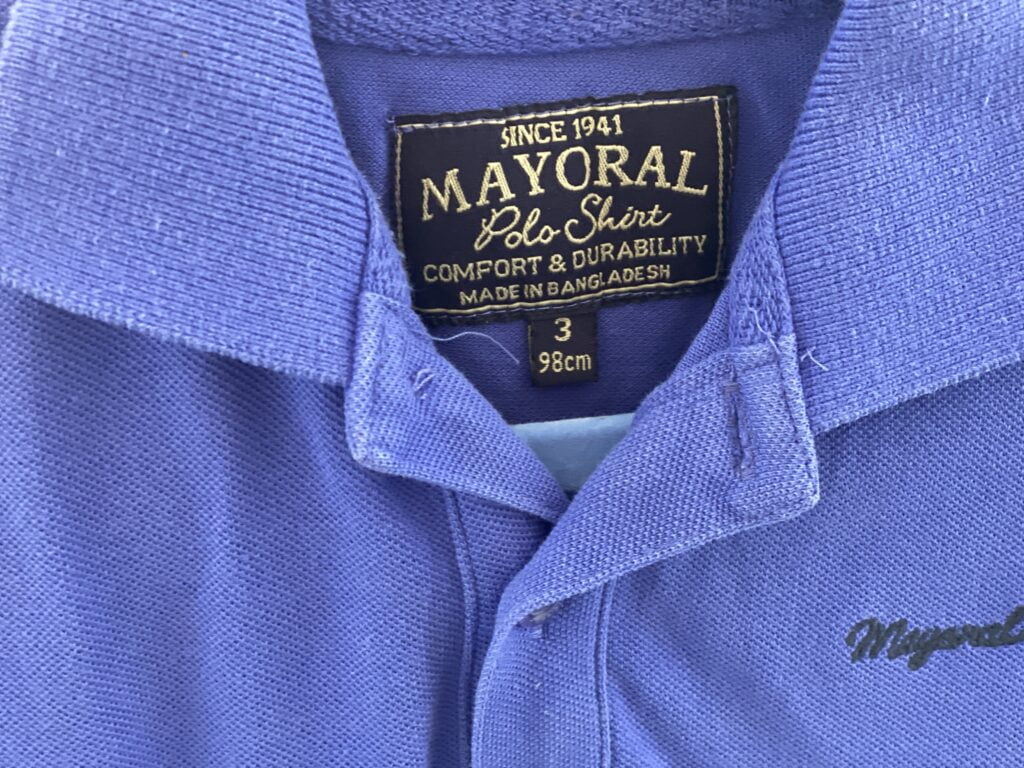 SINCE 1941
MAYORAL
Polo Shirt
COMFORT & DURABILITY
MADE IN BANGLADESH
3
98cm
Mayoral